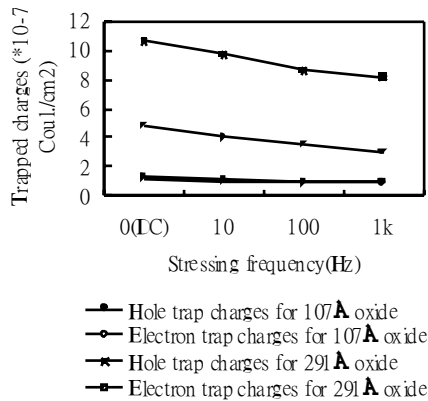 Trapped charges (*10-7
Coul./cm2)
12
10
8
6
4
2
0
0(DC) 10 100 1k
Stressing frequency(Hz)
Hole trap charges for 107Å oxide
Electron trap charges for 107Å oxide
Hole trap charges for 291Å oxide
Electron trap charges for 291Å oxide